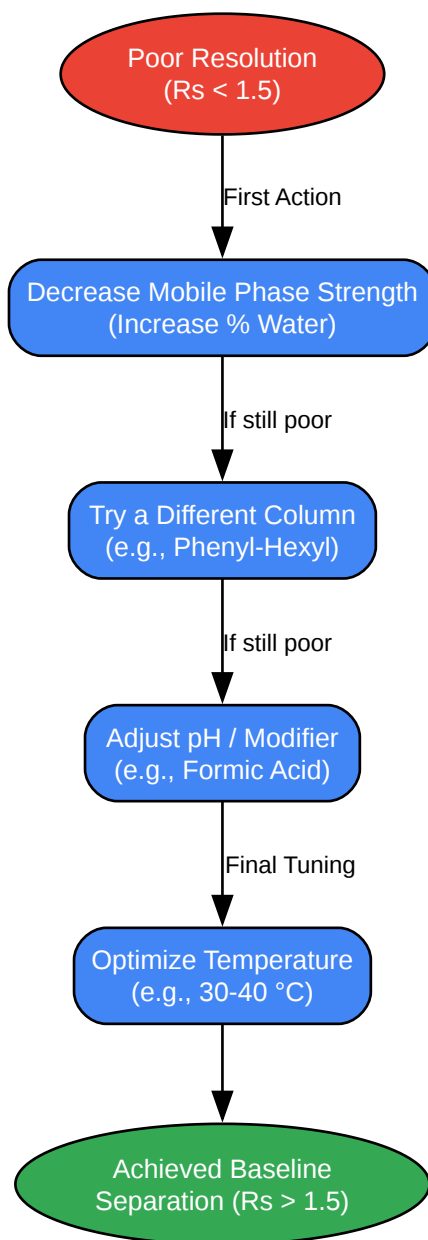 Poor Resolution
(Rs < 1.5)
First Action
Decrease Mobile Phase Strength
(Increase % Water)
If still poor
Try a Different Column
(e.g., Phenyl-Hexyl)
If still poor
Adjust pH / Modifier
(e.g., Formic Acid)
Final Tuning
Optimize Temperature
(e.g., 30-40 °C)
Achieved Baseline
Separation (Rs > 1.5)